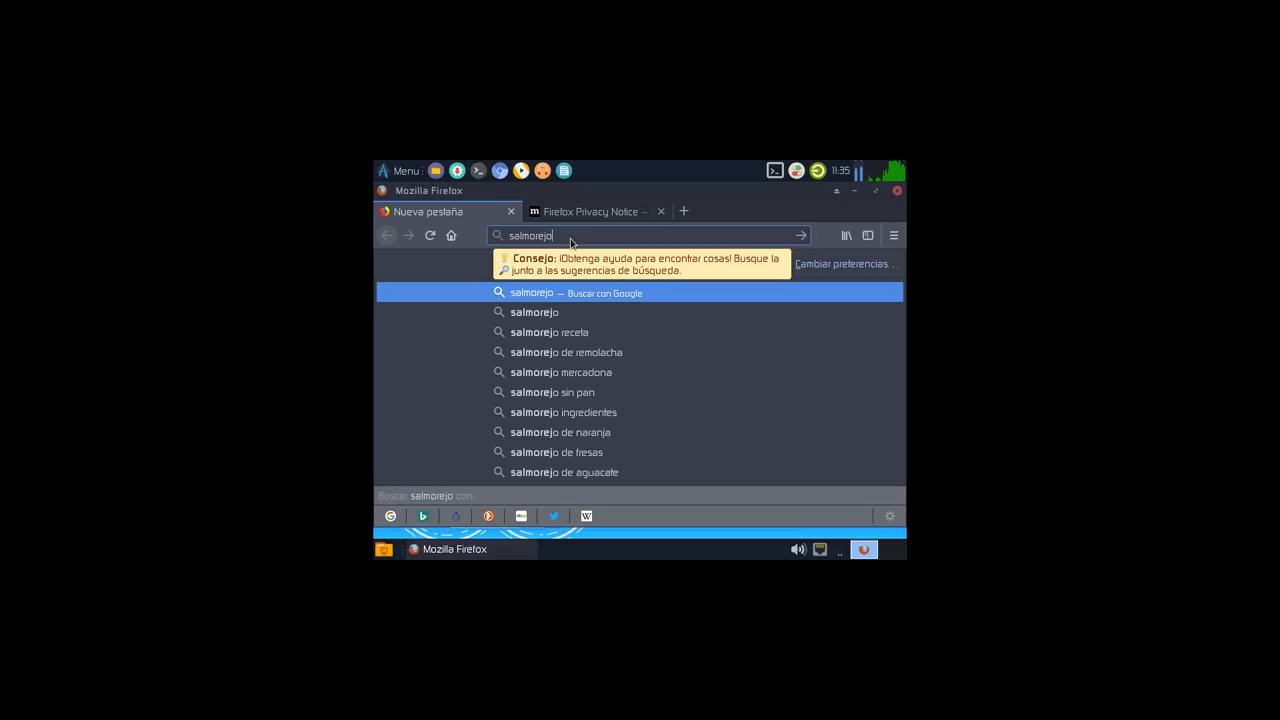 Menu
11:35
Mozilla Firefox
Nueva pestaña
m Firefox Privacy Notice —
salmorejo
Consejo: ¡Obtenga ayuda para encontrar cosas! Busque la
junto a las sugerencias de búsqueda.
Cambiar preferencias...
salmorejo — Buscar con Google
salmorejo
salmorejo receta
salmorejo de remolacha
salmorejo mercadona
salmorejo sin pan
salmorejo ingredientes
salmorejo de naranja
salmorejo de fresas
salmorejo de aguacate
Buscar salmorejo con:
G b W
Mozilla Firefox